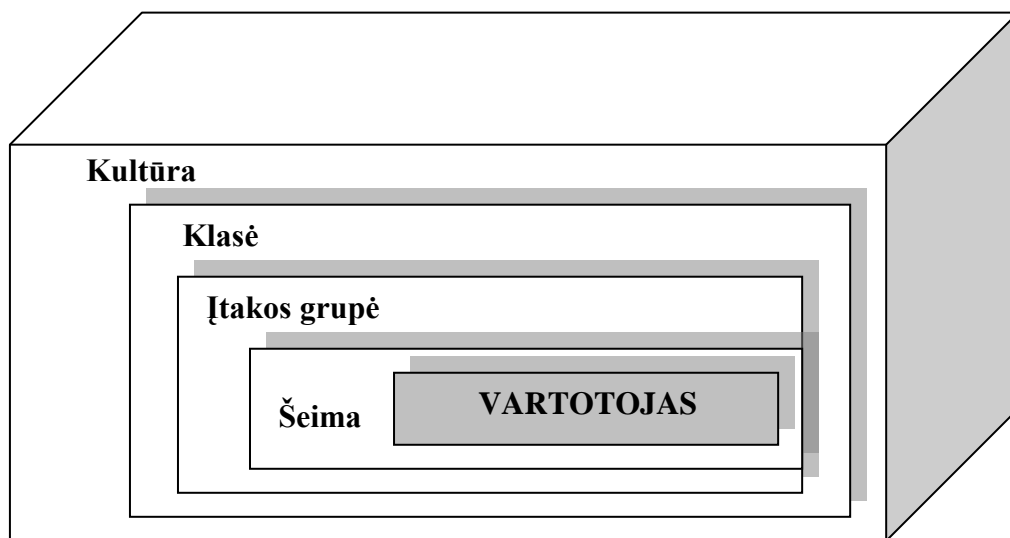 Kultūra
Klasė
Įtakos grupė
Šeima
VARTOTOJAS